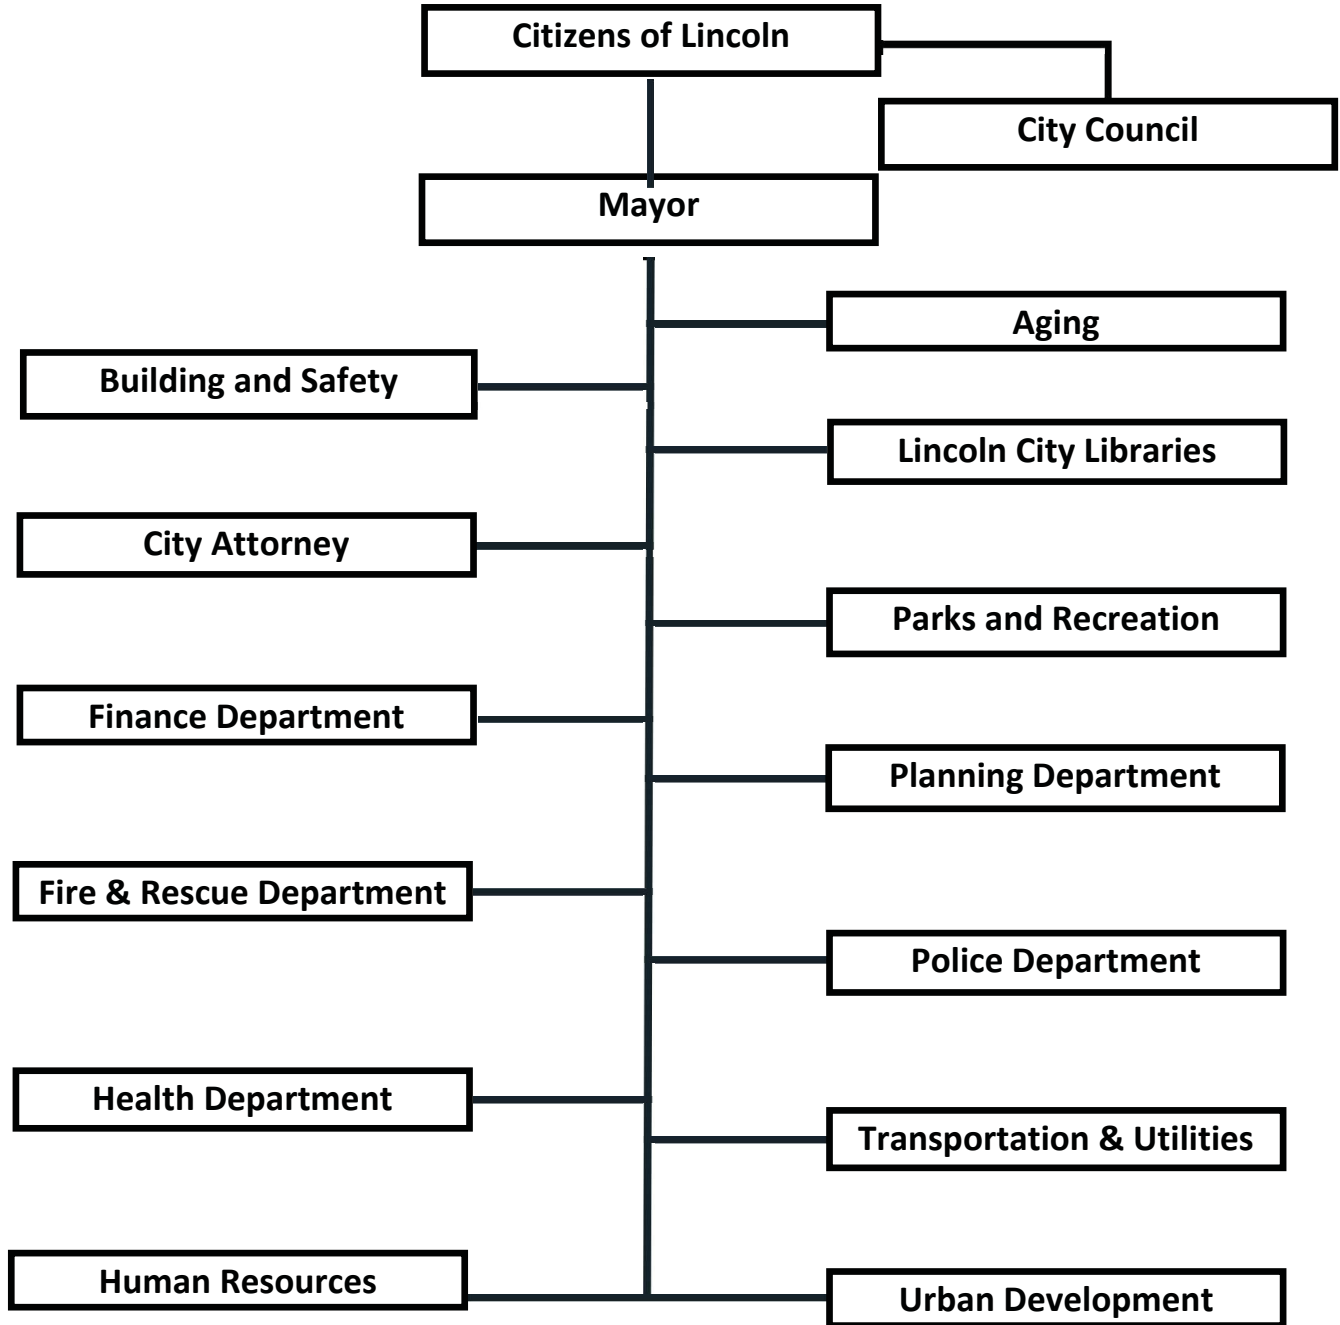 Citizens of Lincoln
City Council
Mayor
Aging
Building and Safety
Lincoln City Libraries
City Attorney
Parks and Recreation
Finance Department
Planning Department
Fire & Rescue Department
Police Department
Health Department
Transportation & Utilities
Human Resources
Urban Development